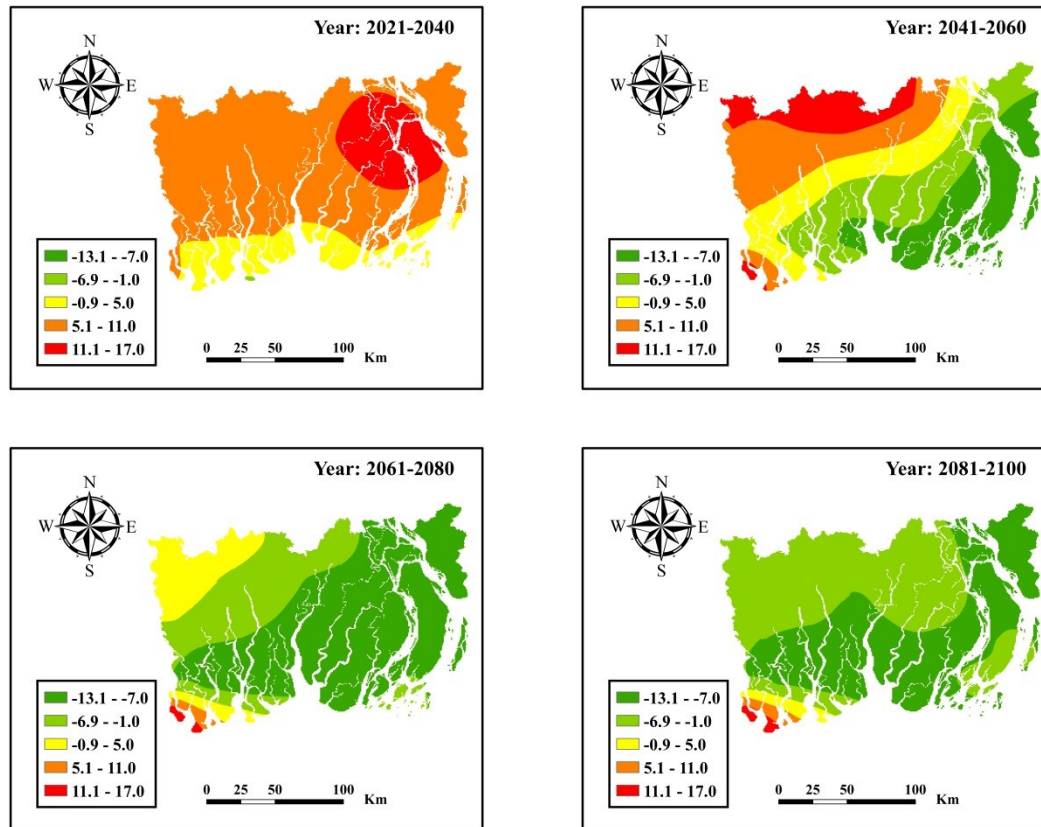 Year: 2021-2040
N
W E
S
-13.1 - -7.0
-6.9 - -1.0
-0.9 - 5.0
5.1 - 11.0
11.1 - 17.0
0 25 50 100
Km
Year: 2041-2060
N
W E
S
-13.1 - -7.0
-6.9 - -1.0
-0.9 - 5.0
5.1 - 11.0
11.1 - 17.0
0 25 50 100
Km
Year: 2061-2080
N
W E
S
-13.1 - -7.0
-6.9 - -1.0
-0.9 - 5.0
5.1 - 11.0
11.1 - 17.0
0 25 50 100
Km
Year: 2081-2100
N
W E
S
-13.1 - -7.0
-6.9 - -1.0
-0.9 - 5.0
5.1 - 11.0
11.1 - 17.0
0 25 50 100
Km